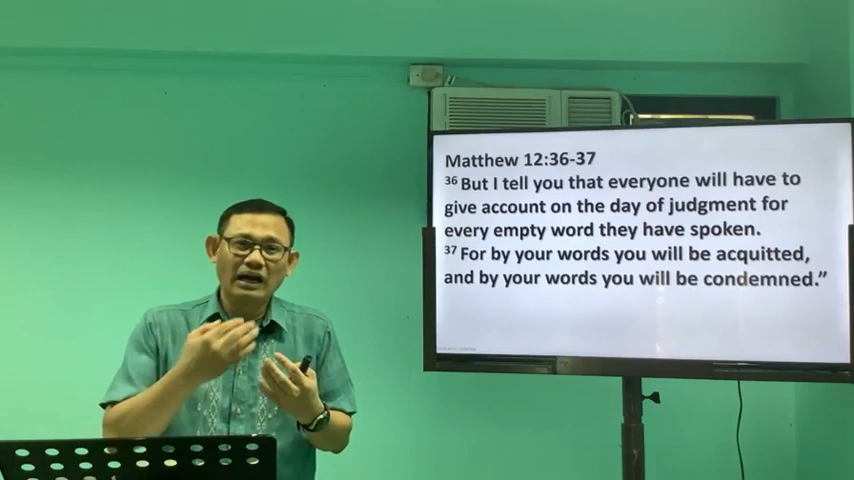 Matthew 12:36-37
36 But I tell you that everyone will have to
give account on the day of judgment for
every empty word they have spoken.
37 For by your words you will be acquitted,
and by your words you will be condemned.”